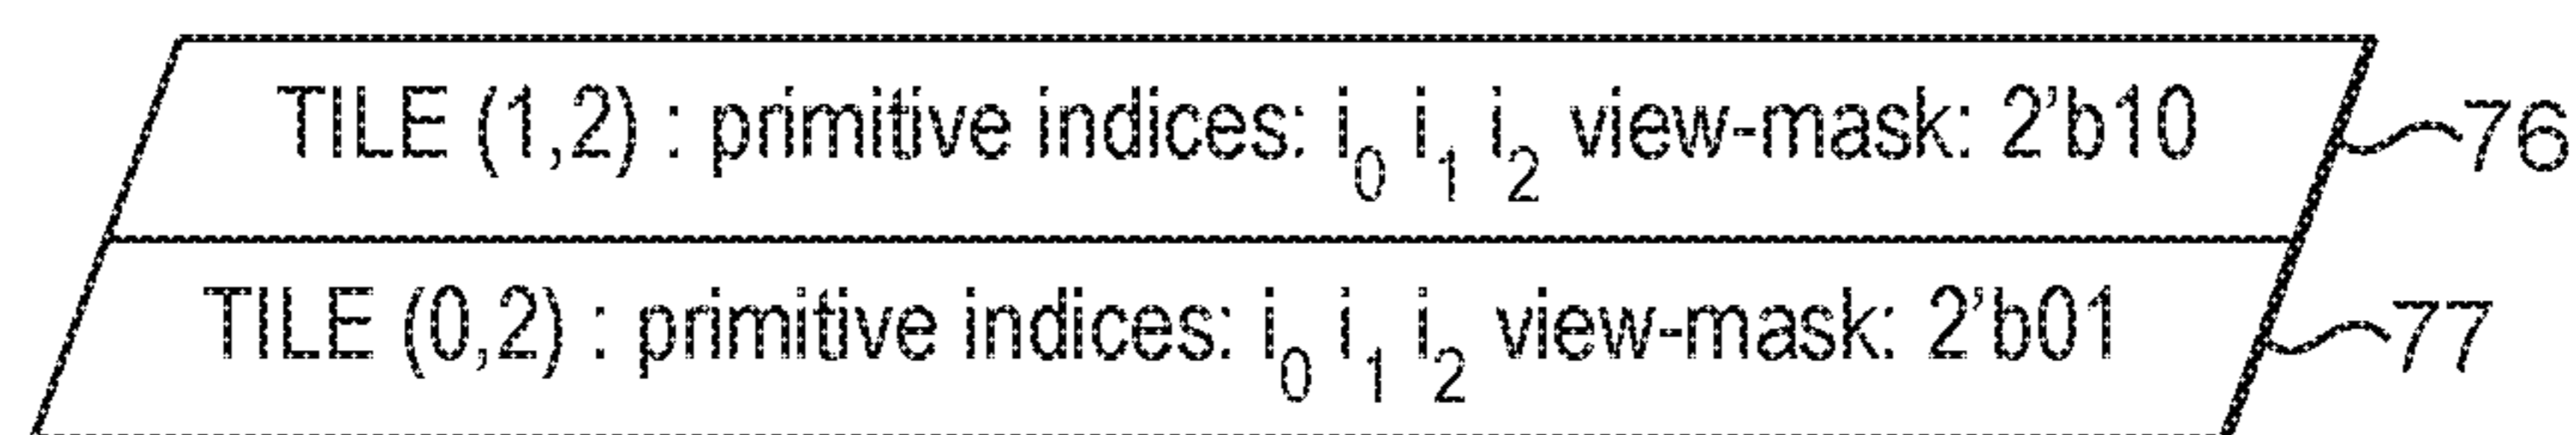 TILE (1,2) : primitive indices: i₀ i₁ i₂ view-mask: 2'b10 76
TILE (0,2) : primitive indices: i₀ i₁ i₂ view-mask: 2'b01 77